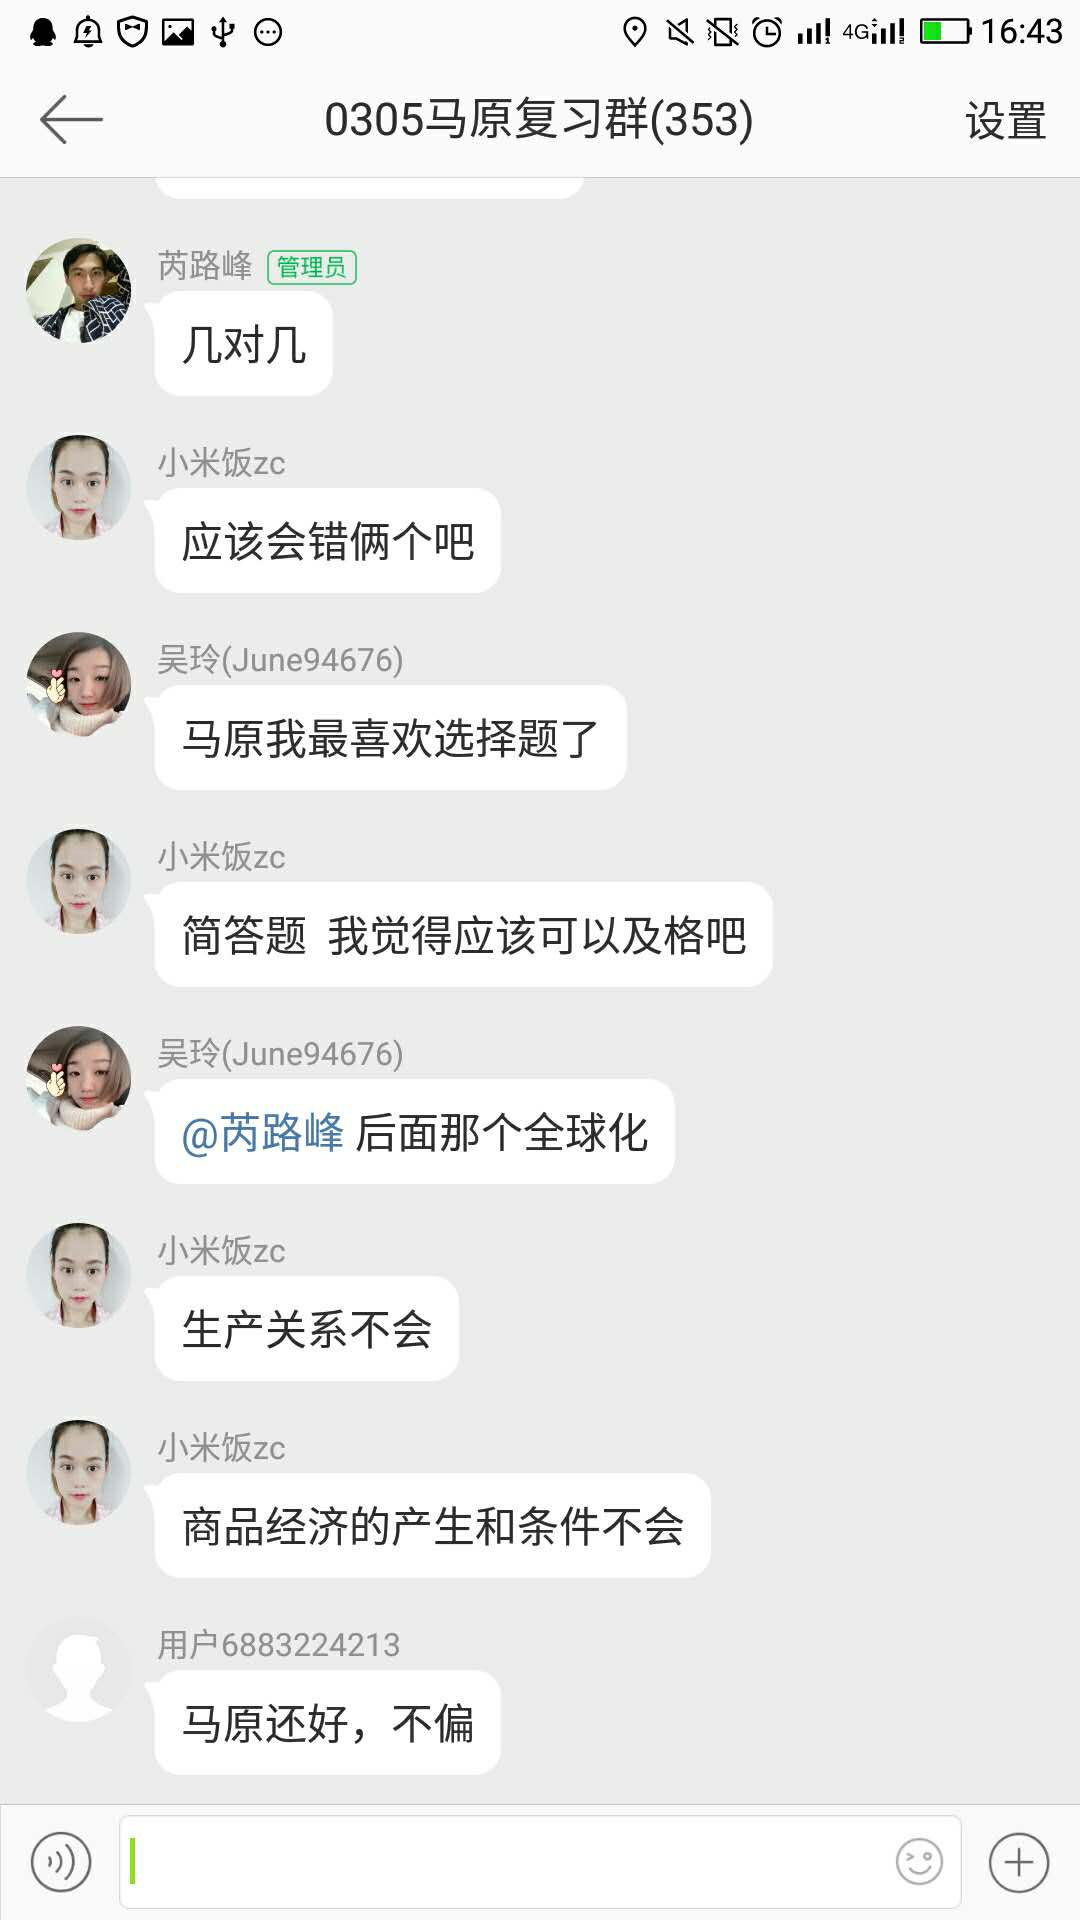 4G 16:43
0305马原复习群(353) 设置
芮路峰 管理员
几对几
小米饭zc
应该会错俩个吧
吴玲(June94676)
马原我最喜欢选择题了
小米饭zc
简答题 我觉得应该可以及格吧
吴玲(June94676)
@芮路峰 后面那个全球化
小米饭zc
生产关系不会
小米饭zc
商品经济的产生和条件不会
用户6883224213
马原还好，不偏